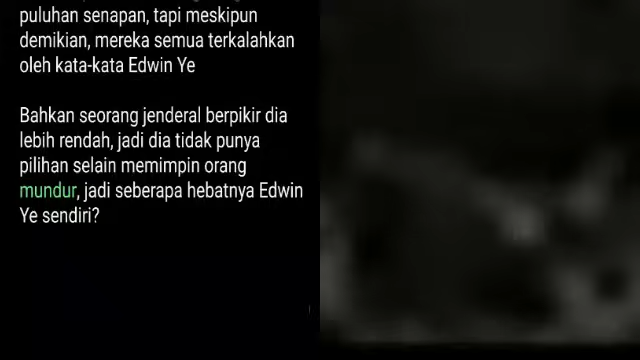 puluhan senapan, tapi meskipun
demikian, mereka semua terkalahkan
oleh kata-kata Edwin Ye
Bahkan seorang jenderal berpikir dia
lebih rendah, jadi dia tidak punya
pilihan selain memimpin orang
mundur, jadi seberapa hebatnya Edwin
Ye sendiri?